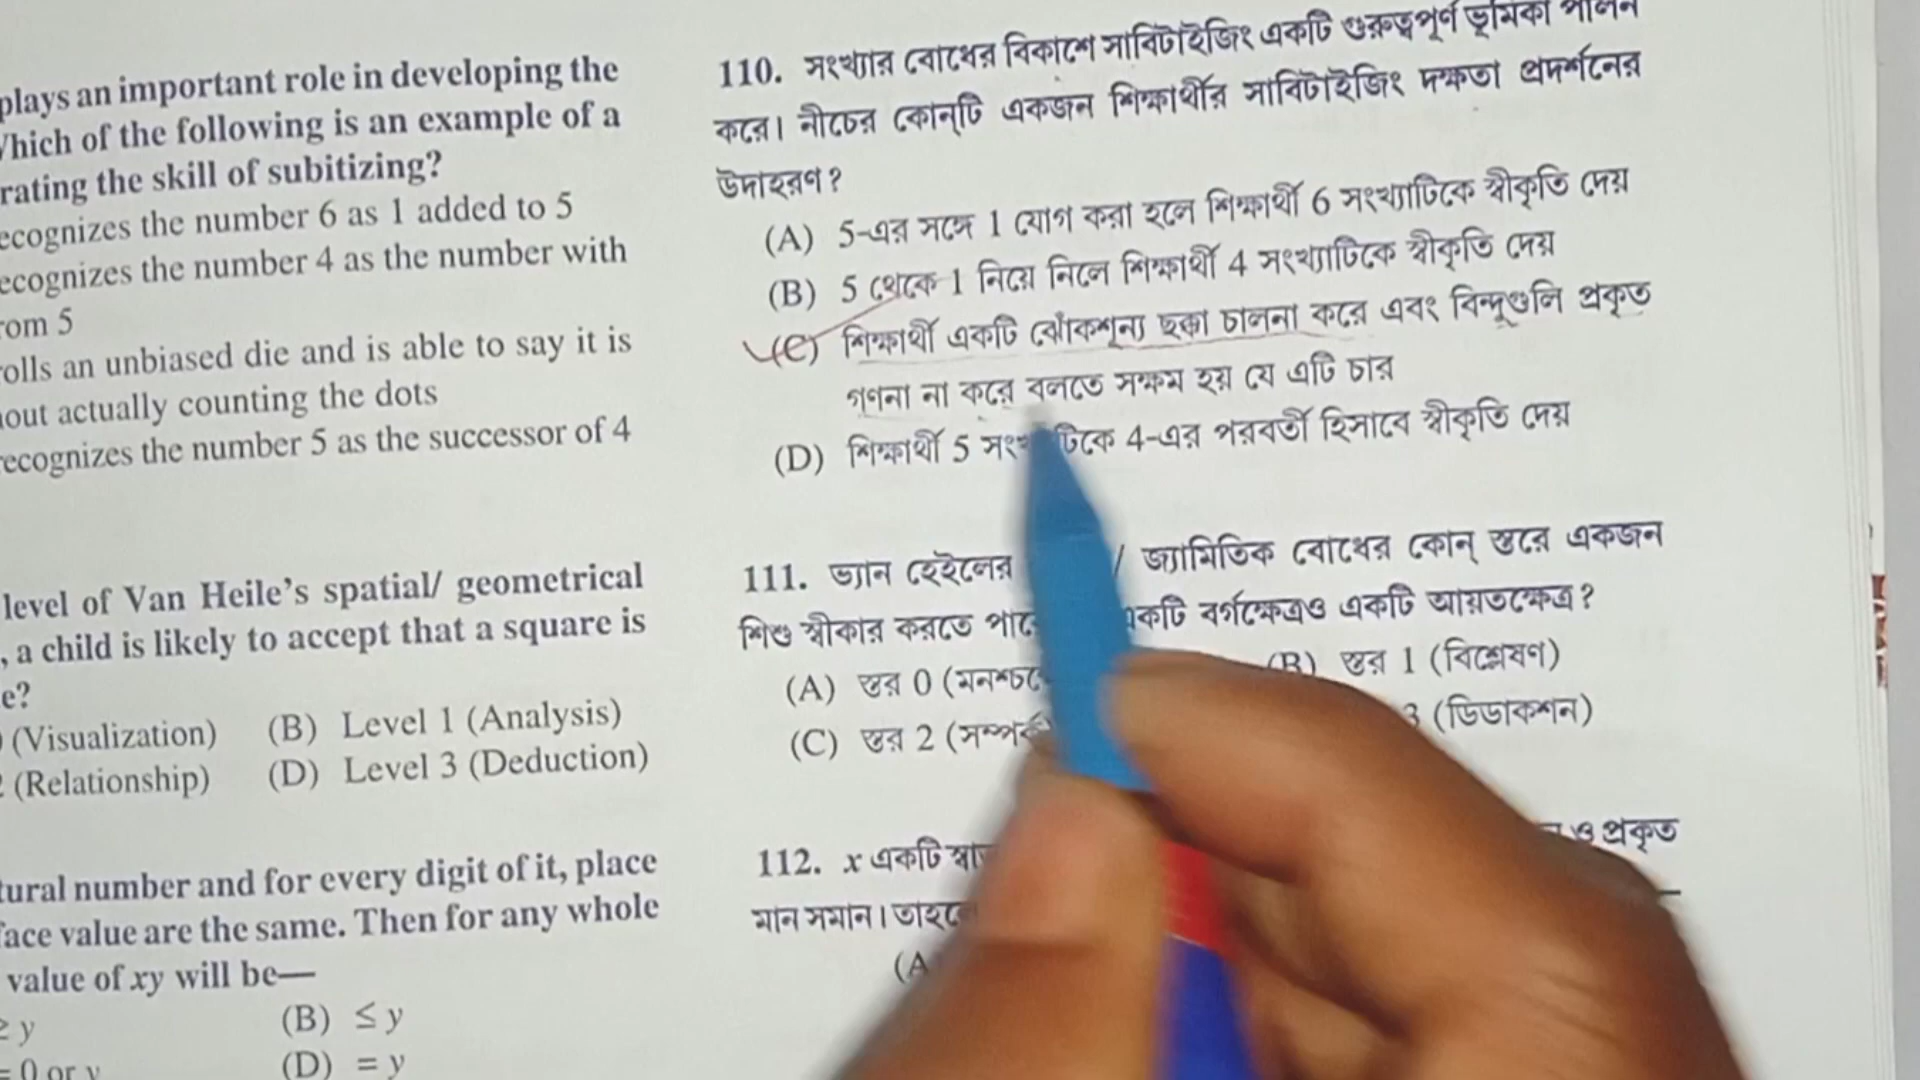 plays an important role in developing the
Which of the following is an example of a
rating the skill of subitizing?
ecognizes the number 6 as 1 added to 5
ecognizes the number 4 as the number with
rom 5
olls an unbiased die and is able to say it is
out actually counting the dots
ecognizes the number 5 as the successor of 4
level of Van Heile's spatial/ geometrical
, a child is likely to accept that a square is
e?
(Visualization) (B) Level 1 (Analysis)
(Relationship) (D) Level 3 (Deduction)
tural number and for every digit of it, place
face value are the same. Then for any whole
value of xy will be—
≥ y (B) ≤ y
= 0 or y (D) = y
110. সংখ্যার বোধের বিকাশে সাবিটাইজিং একটি গুরুত্বপূর্ণ ভূমিকা পালন
করে। নীচের কোন্‌টি একজন শিক্ষার্থীর সাবিটাইজিং দক্ষতা প্রদর্শনের
উদাহরণ?
(A) 5-এর সঙ্গে 1 যোগ করা হলে শিক্ষার্থী 6 সংখ্যাটিকে স্বীকৃতি দেয়
(B) 5 থেকে 1 নিয়ে নিলে শিক্ষার্থী 4 সংখ্যাটিকে স্বীকৃতি দেয়
(C) শিক্ষার্থী একটি ঝোঁকশূন্য ছক্কা চালনা করে এবং বিন্দুগুলি প্রকৃত
গণনা না করে বলতে সক্ষম হয় যে এটি চার
(D) শিক্ষার্থী 5 টিকে 4-এর পরবর্তী হিসাবে স্বীকৃতি দেয়
111. ভ্যান হেইলের / জ্যামিতিক বোধের কোন্ স্তরে একজন
শিশু স্বীকার করতে একটি বর্গক্ষেত্রও একটি আয়তক্ষেত্র?
(A) স্তর 0 (B) স্তর 1 (বিশ্লেষণ)
(C) স্তর 2 3 (ডিডাকশন)
112. x একটি ও প্রকৃত
মান সমান।
(A